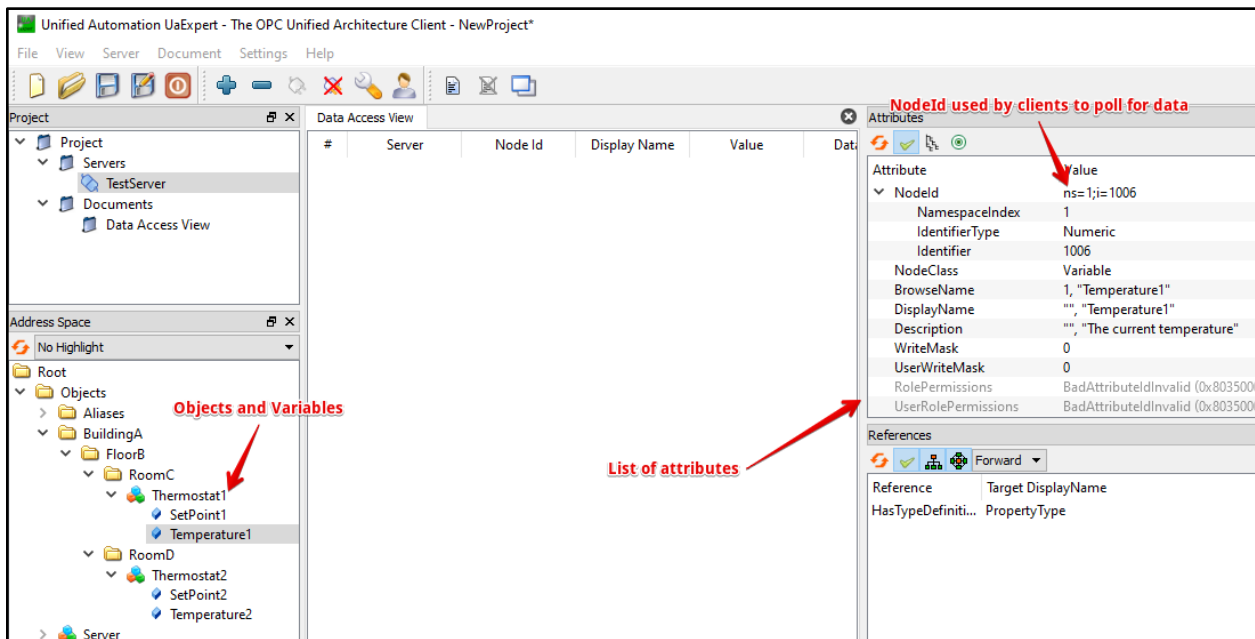 Unified Automation UaExpert - The OPC Unified Architecture Client - NewProject*
File View Server Document Settings Help
NodeId used by clients to poll for data
Project
Project
Servers
TestServer
Documents
Data Access View
Data Access View
# Server Node Id Display Name Value Data
Attributes
Attribute Value
NodeId ns=1;i=1006
NamespaceIndex 1
IdentifierType Numeric
Identifier 1006
NodeClass Variable
BrowseName 1, "Temperature1"
DisplayName "", "Temperature1"
Description "", "The current temperature"
WriteMask 0
UserWriteMask 0
RolePermissions BadAttributeIdInvalid (0x803500
UserRolePermissions BadAttributeIdInvalid (0x803500
Address Space
No Highlight
Root
Objects
Aliases
BuildingA
FloorB
RoomC
Thermostat1
SetPoint1
Temperature1
RoomD
Thermostat2
SetPoint2
Temperature2
Server
Objects and Variables
List of attributes
References
Forward
Reference Target DisplayName
HasTypeDefiniti... PropertyType